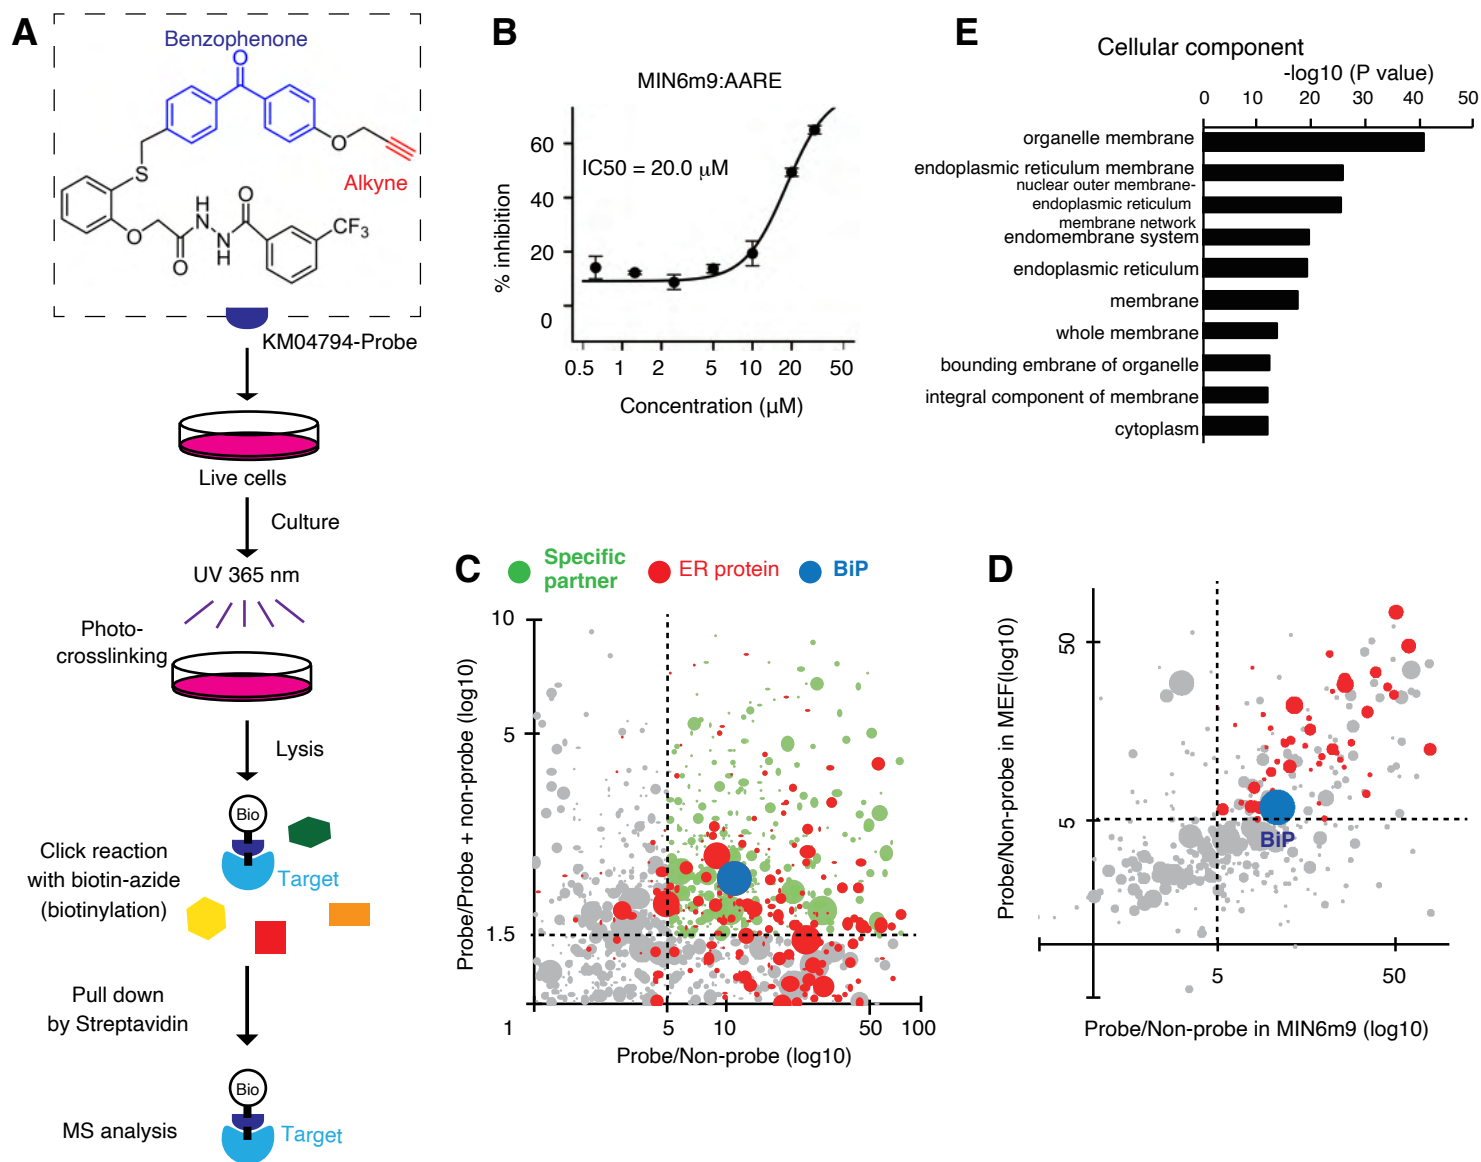 A
Benzophenone
O
O
Alkyne
S
O
H
N
N
H
O
O
CF3
KM04794-Probe
Live cells
Culture
UV 365 nm
Photo-
crosslinking
Lysis
Bio
Click reaction
with biotin-azide
(biotinylation)
Target
Pull down
by Streptavidin
Bio
MS analysis
Target
B
MIN6m9:AARE
IC50 = 20.0 μM
% inhibition
60
40
20
0
0.5 1 2 5 10 20 50
Concentration (μM)
E
Cellular component
-log10 (P value)
0 10 20 30 40 50
organelle membrane
endoplasmic reticulum membrane
nuclear outer membrane-
endoplasmic reticulum
membrane network
endomembrane system
endoplasmic reticulum
membrane
whole membrane
bounding embrane of organelle
integral component of membrane
cytoplasm
C
Specific
partner
ER protein
BiP
Probe/Probe + non-probe (log10)
10
5
1.5
1 5 10 50 100
Probe/Non-probe (log10)
D
Probe/Non-probe in MEF(log10)
50
5
BiP
5 50
Probe/Non-probe in MIN6m9 (log10)